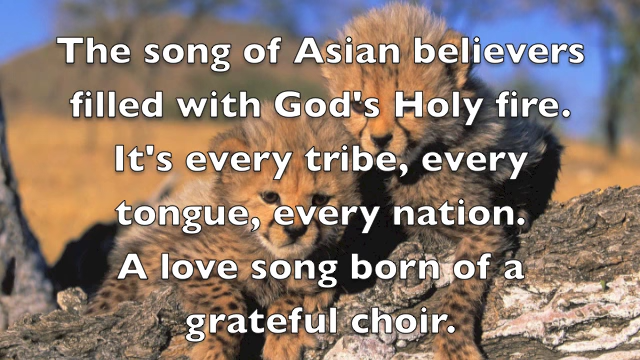 The song of Asian believers
filled with God's Holy fire.
It's every tribe, every
tongue, every nation.
A love song born of a
grateful choir.